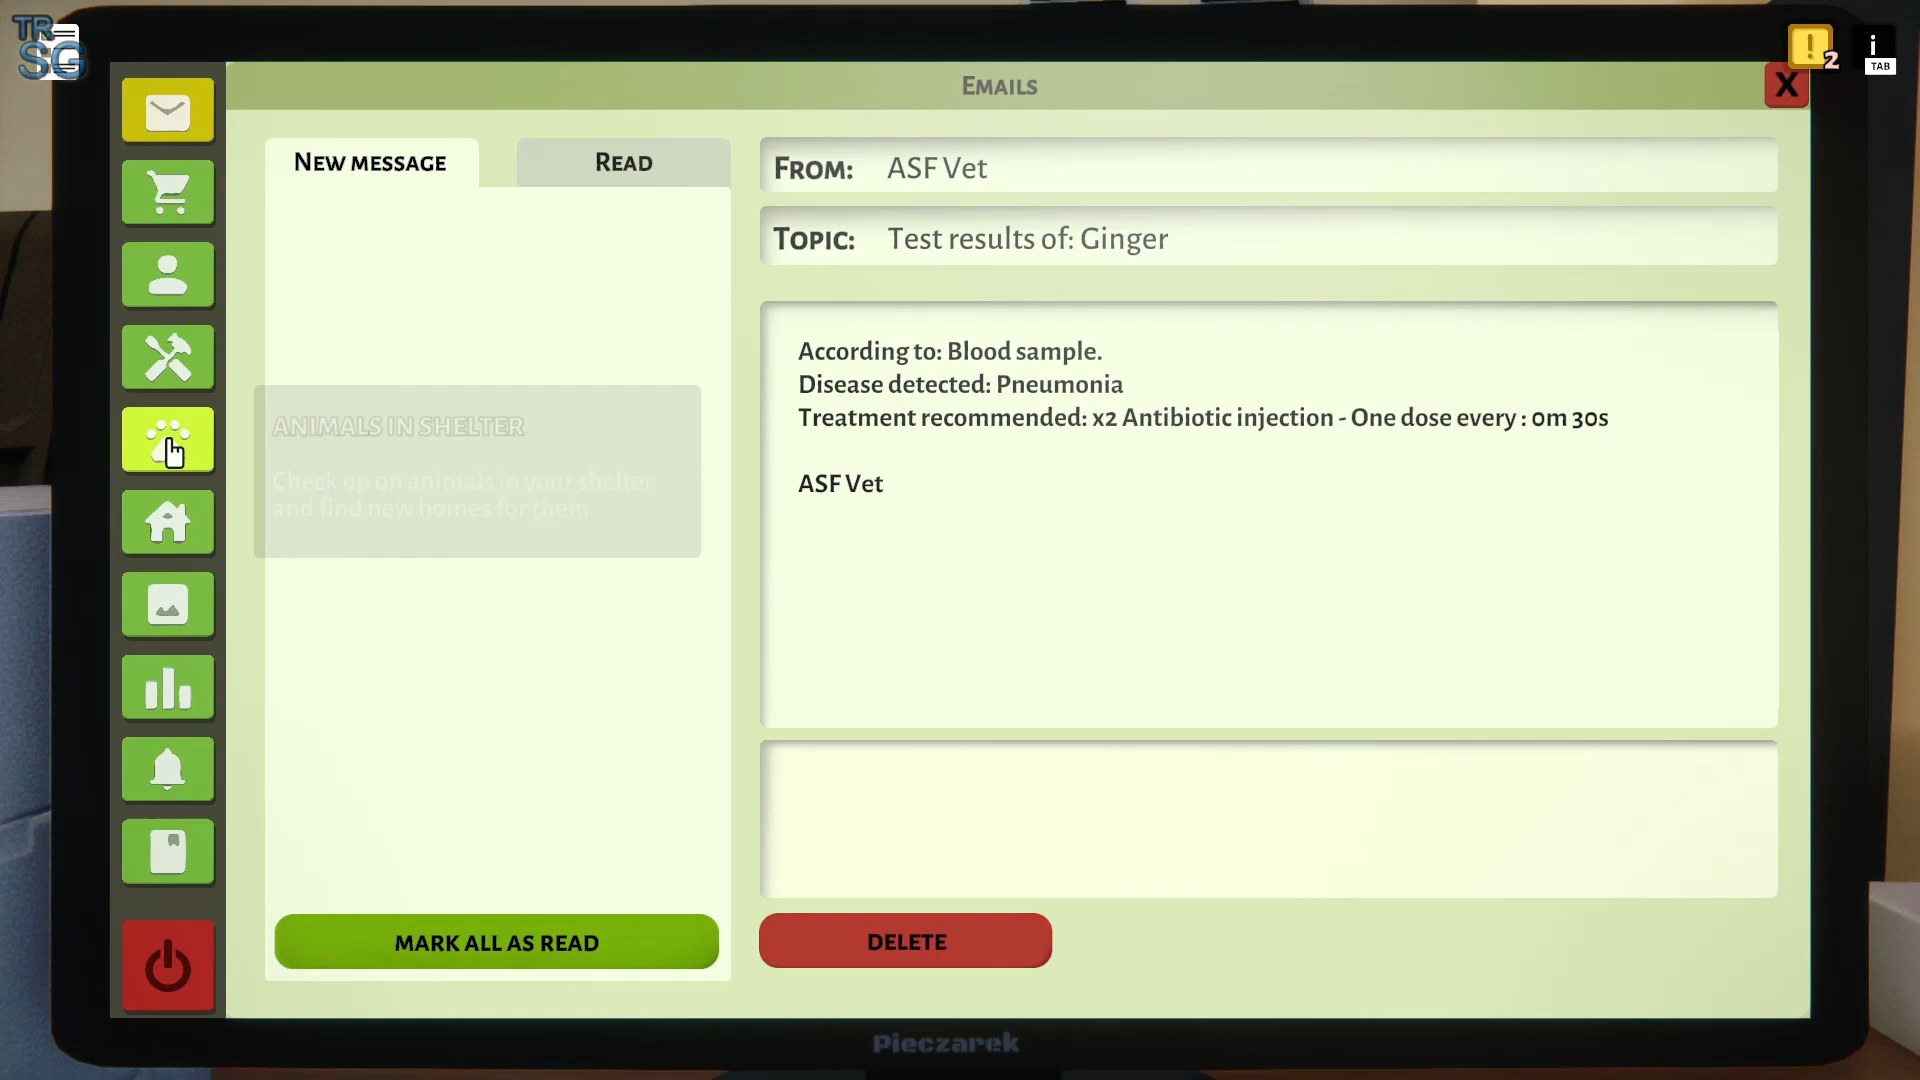 TR
SG
2
i
TAB
EMAILS
X
NEW MESSAGE
READ
FROM: ASF Vet
TOPIC: Test results of: Ginger
According to: Blood sample.
Disease detected: Pneumonia
Treatment recommended: x2 Antibiotic injection - One dose every : 0m 30s
ASF Vet
ANIMALS IN SHELTER
Check up on animals in your shelter
and find new homes for them
MARK ALL AS READ
DELETE
Pieczarek